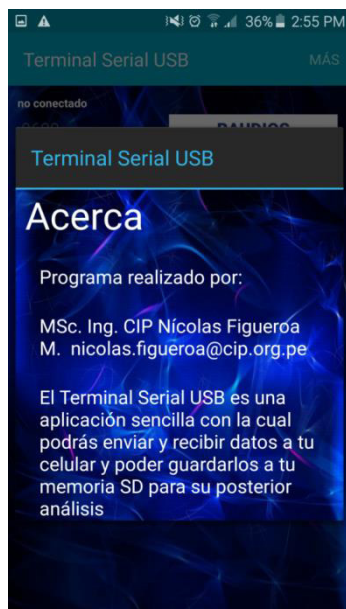 36% 2:55 PM
Terminal Serial USB MÁS
no conectado
9600 BAUDIOS
Terminal Serial USB
Acerca
Programa realizado por:
MSc. Ing. CIP Nícolas Figueroa
M. nicolas.figueroa@cip.org.pe
El Terminal Serial USB es una
aplicación sencilla con la cual
podrás enviar y recibir datos a tu
celular y poder guardarlos a tu
memoria SD para su posterior
análisis